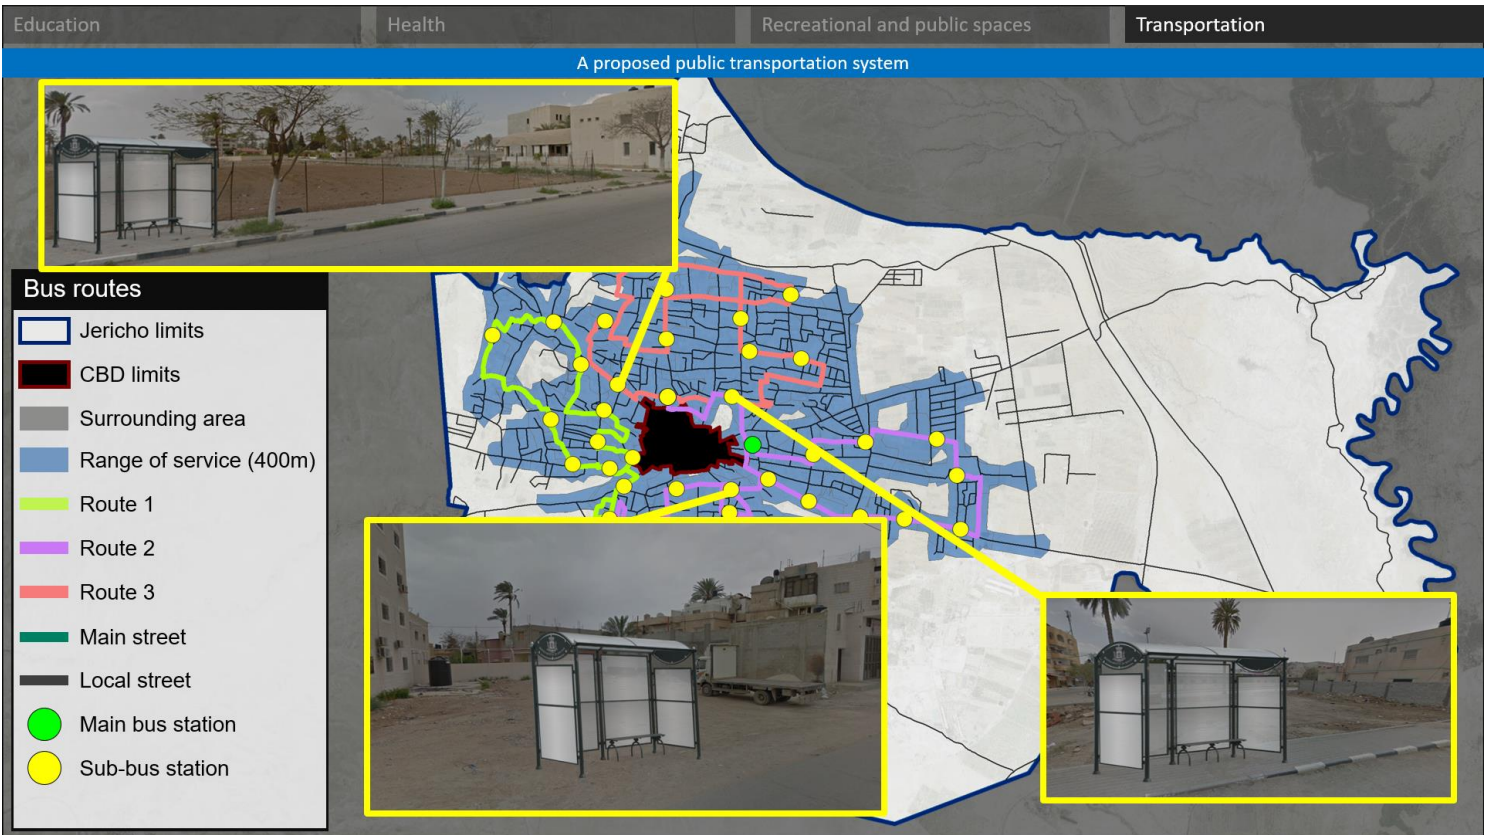 Education
Health
Recreational and public spaces
Transportation
A proposed public transportation system
Bus routes
Jericho limits
CBD limits
Surrounding area
Range of service (400m)
Route 1
Route 2
Route 3
Main street
Local street
Main bus station
Sub-bus station